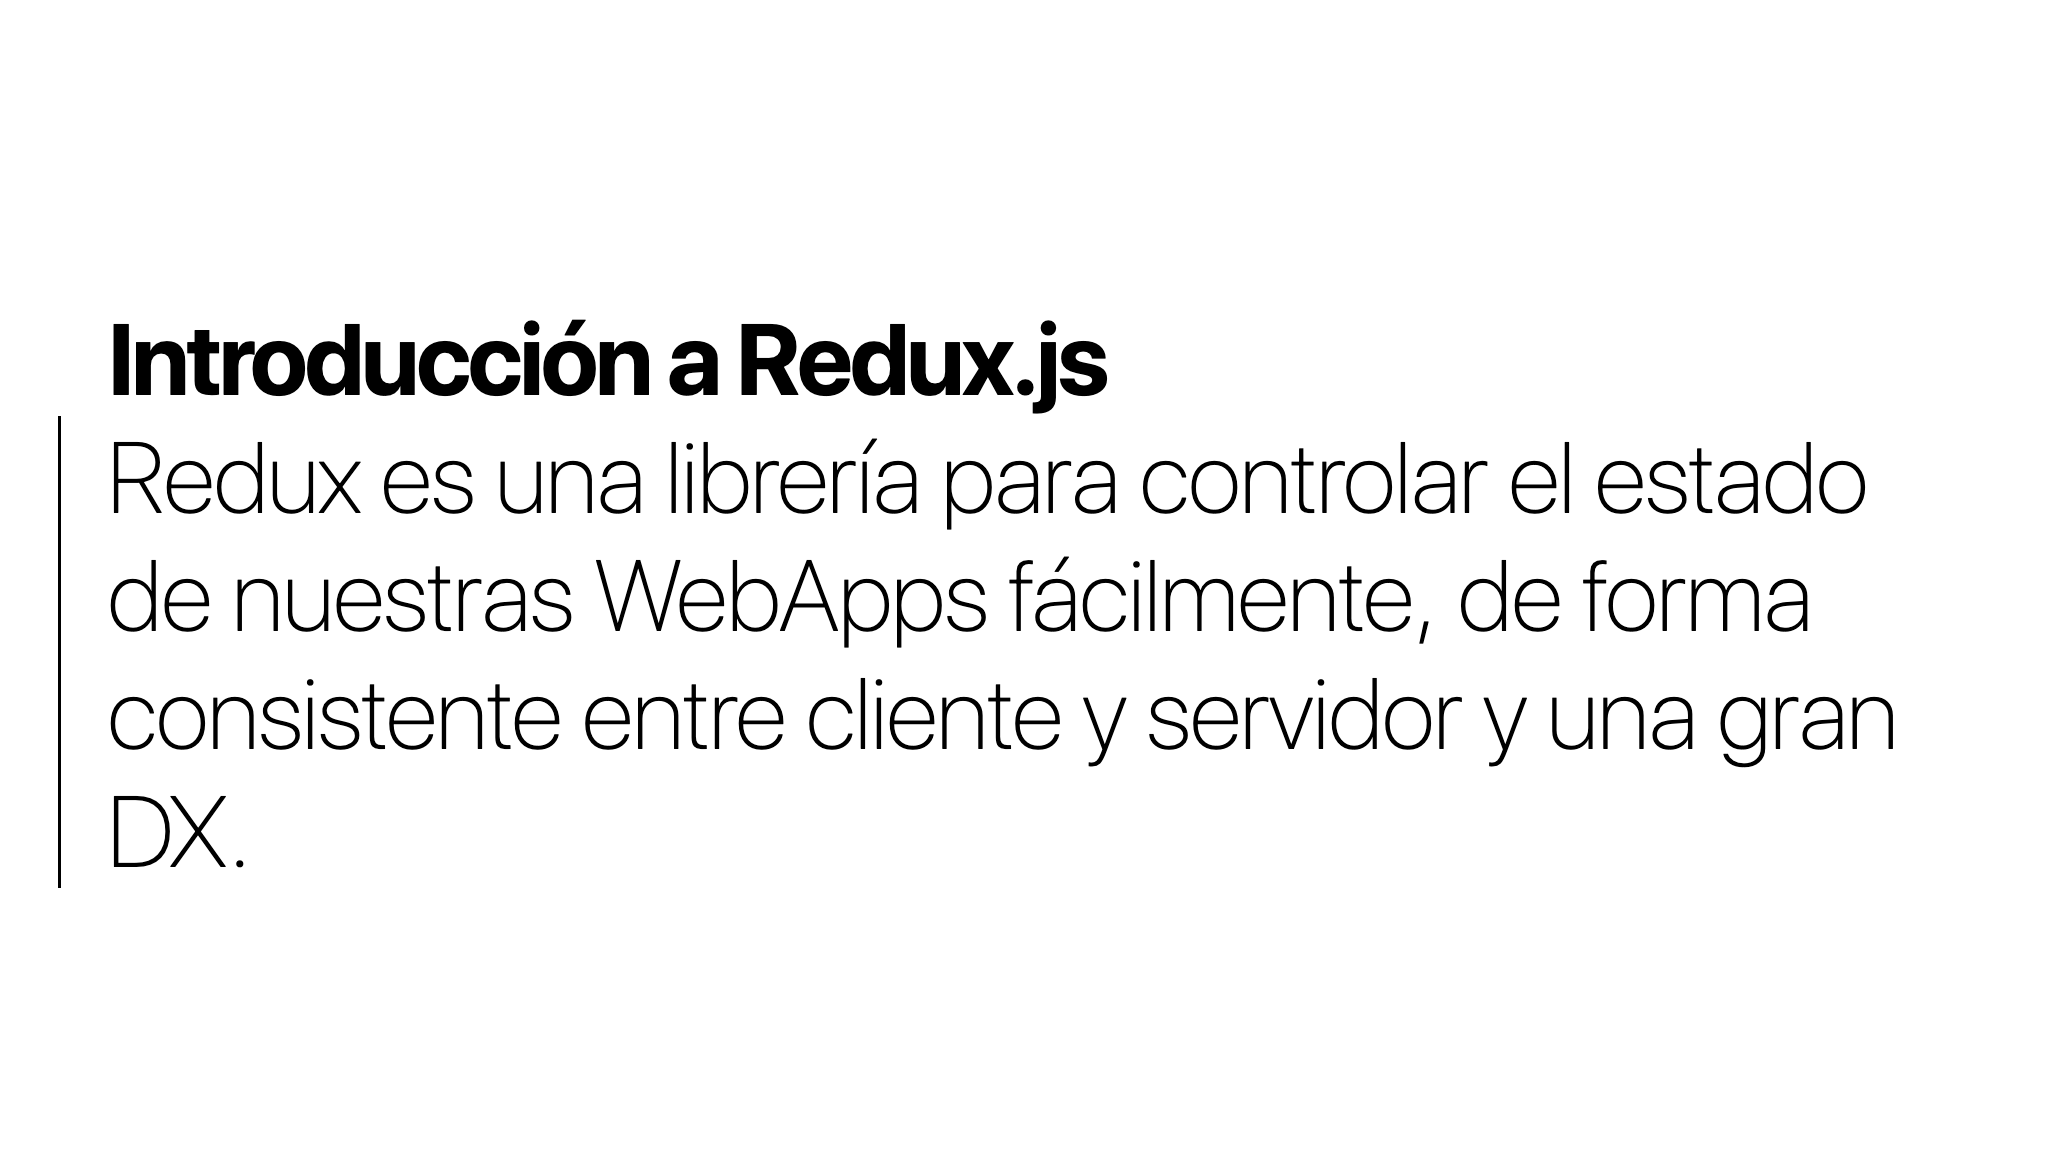 Introducción a Redux.js
Redux es una librería para controlar el estado
de nuestras WebApps fácilmente, de forma
consistente entre cliente y servidor y una gran
DX.